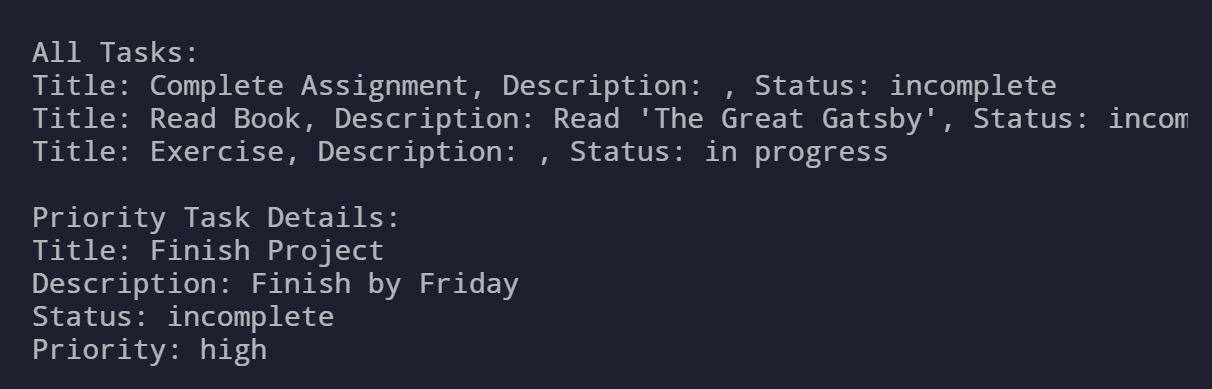 All Tasks:
Title: Complete Assignment, Description: , Status: incomplete
Title: Read Book, Description: Read 'The Great Gatsby', Status: incom
Title: Exercise, Description: , Status: in progress
Priority Task Details:
Title: Finish Project
Description: Finish by Friday
Status: incomplete
Priority: high